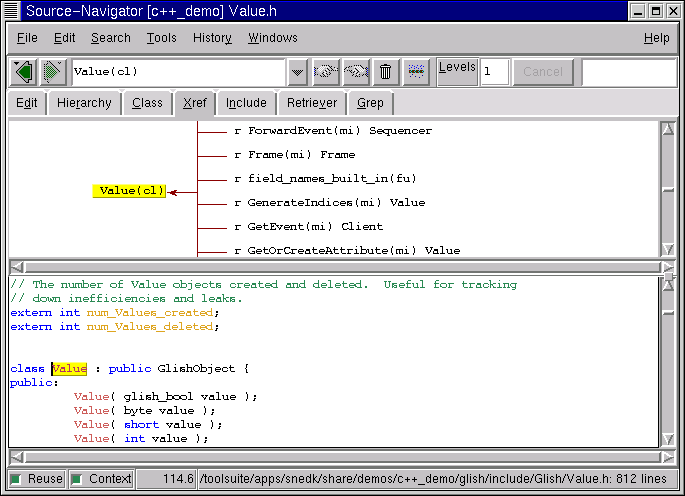 Source-Navigator [c++_demo] Value.h
File Edit Search Tools History Windows Help
Value(cl) Levels 1 Cancel
Edit Hierarchy Class Xref Include Retriever Grep
r ForwardEvent(mi) Sequencer
r Frame(mi) Frame
r field_names_built_in(fu)
Value(cl)
r GenerateIndices(mi) Value
r GetEvent(mi) Client
r GetOrCreateAttribute(mi) Value
// The number of Value objects created and deleted.  Useful for tracking
// down inefficiencies and leaks.
extern int num_Values_created;
extern int num_Values_deleted;
class Value : public GlishObject {
public:
Value( glish_bool value );
Value( byte value );
Value( short value );
Value( int value );
Reuse Context 114.6 /toolsuite/apps/snedk/share/demos/c++_demo/glish/include/Glish/Value.h: 812 lines